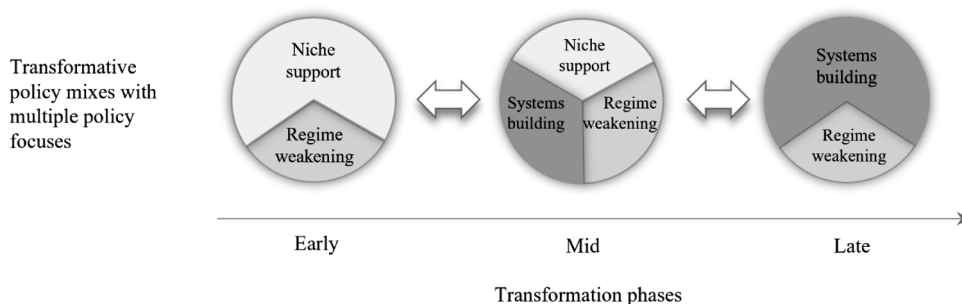 Transformative
policy mixes with
multiple policy
focuses
Niche
support
Regime
weakening
Niche
support
Systems
building
Regime
weakening
Systems
building
Regime
weakening
Early
Mid
Late
Transformation phases